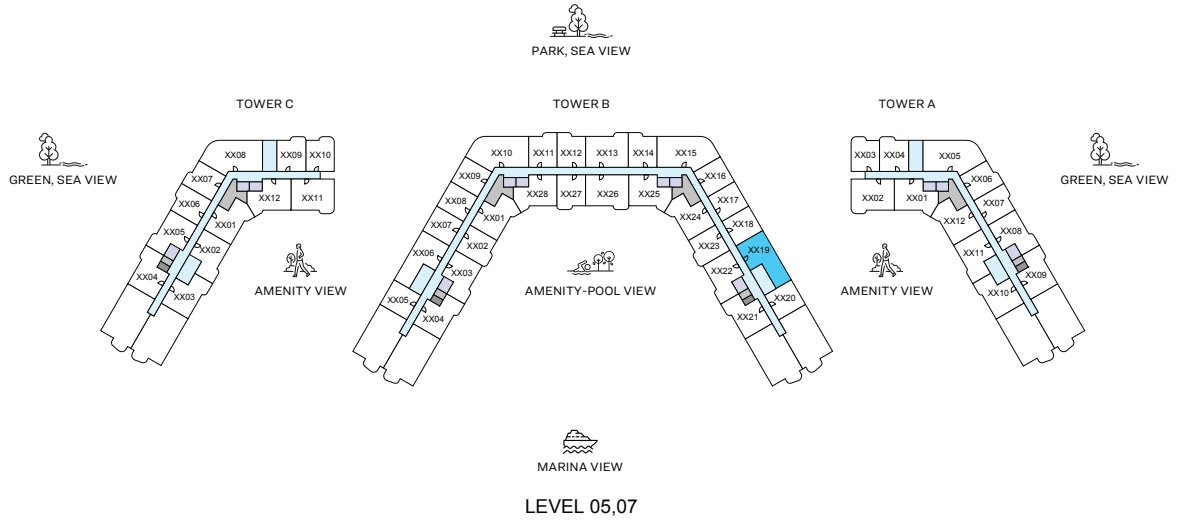 PARK, SEA VIEW
TOWER C
TOWER B
TOWER A
GREEN, SEA VIEW
GREEN, SEA VIEW
XX08
XX09
XX10
XX07
XX06
XX05
XX04
XX12
XX11
XX01
XX02
XX03
XX10
XX11
XX12
XX13
XX14
XX15
XX09
XX28
XX27
XX26
XX25
XX16
XX08
XX01
XX24
XX17
XX07
XX02
XX23
XX18
XX06
XX03
XX22
XX19
XX05
XX04
XX21
XX20
XX03
XX04
XX05
XX02
XX01
XX06
XX12
XX07
XX11
XX08
XX10
XX09
AMENITY VIEW
AMENITY-POOL VIEW
AMENITY VIEW
MARINA VIEW
LEVEL 05,07